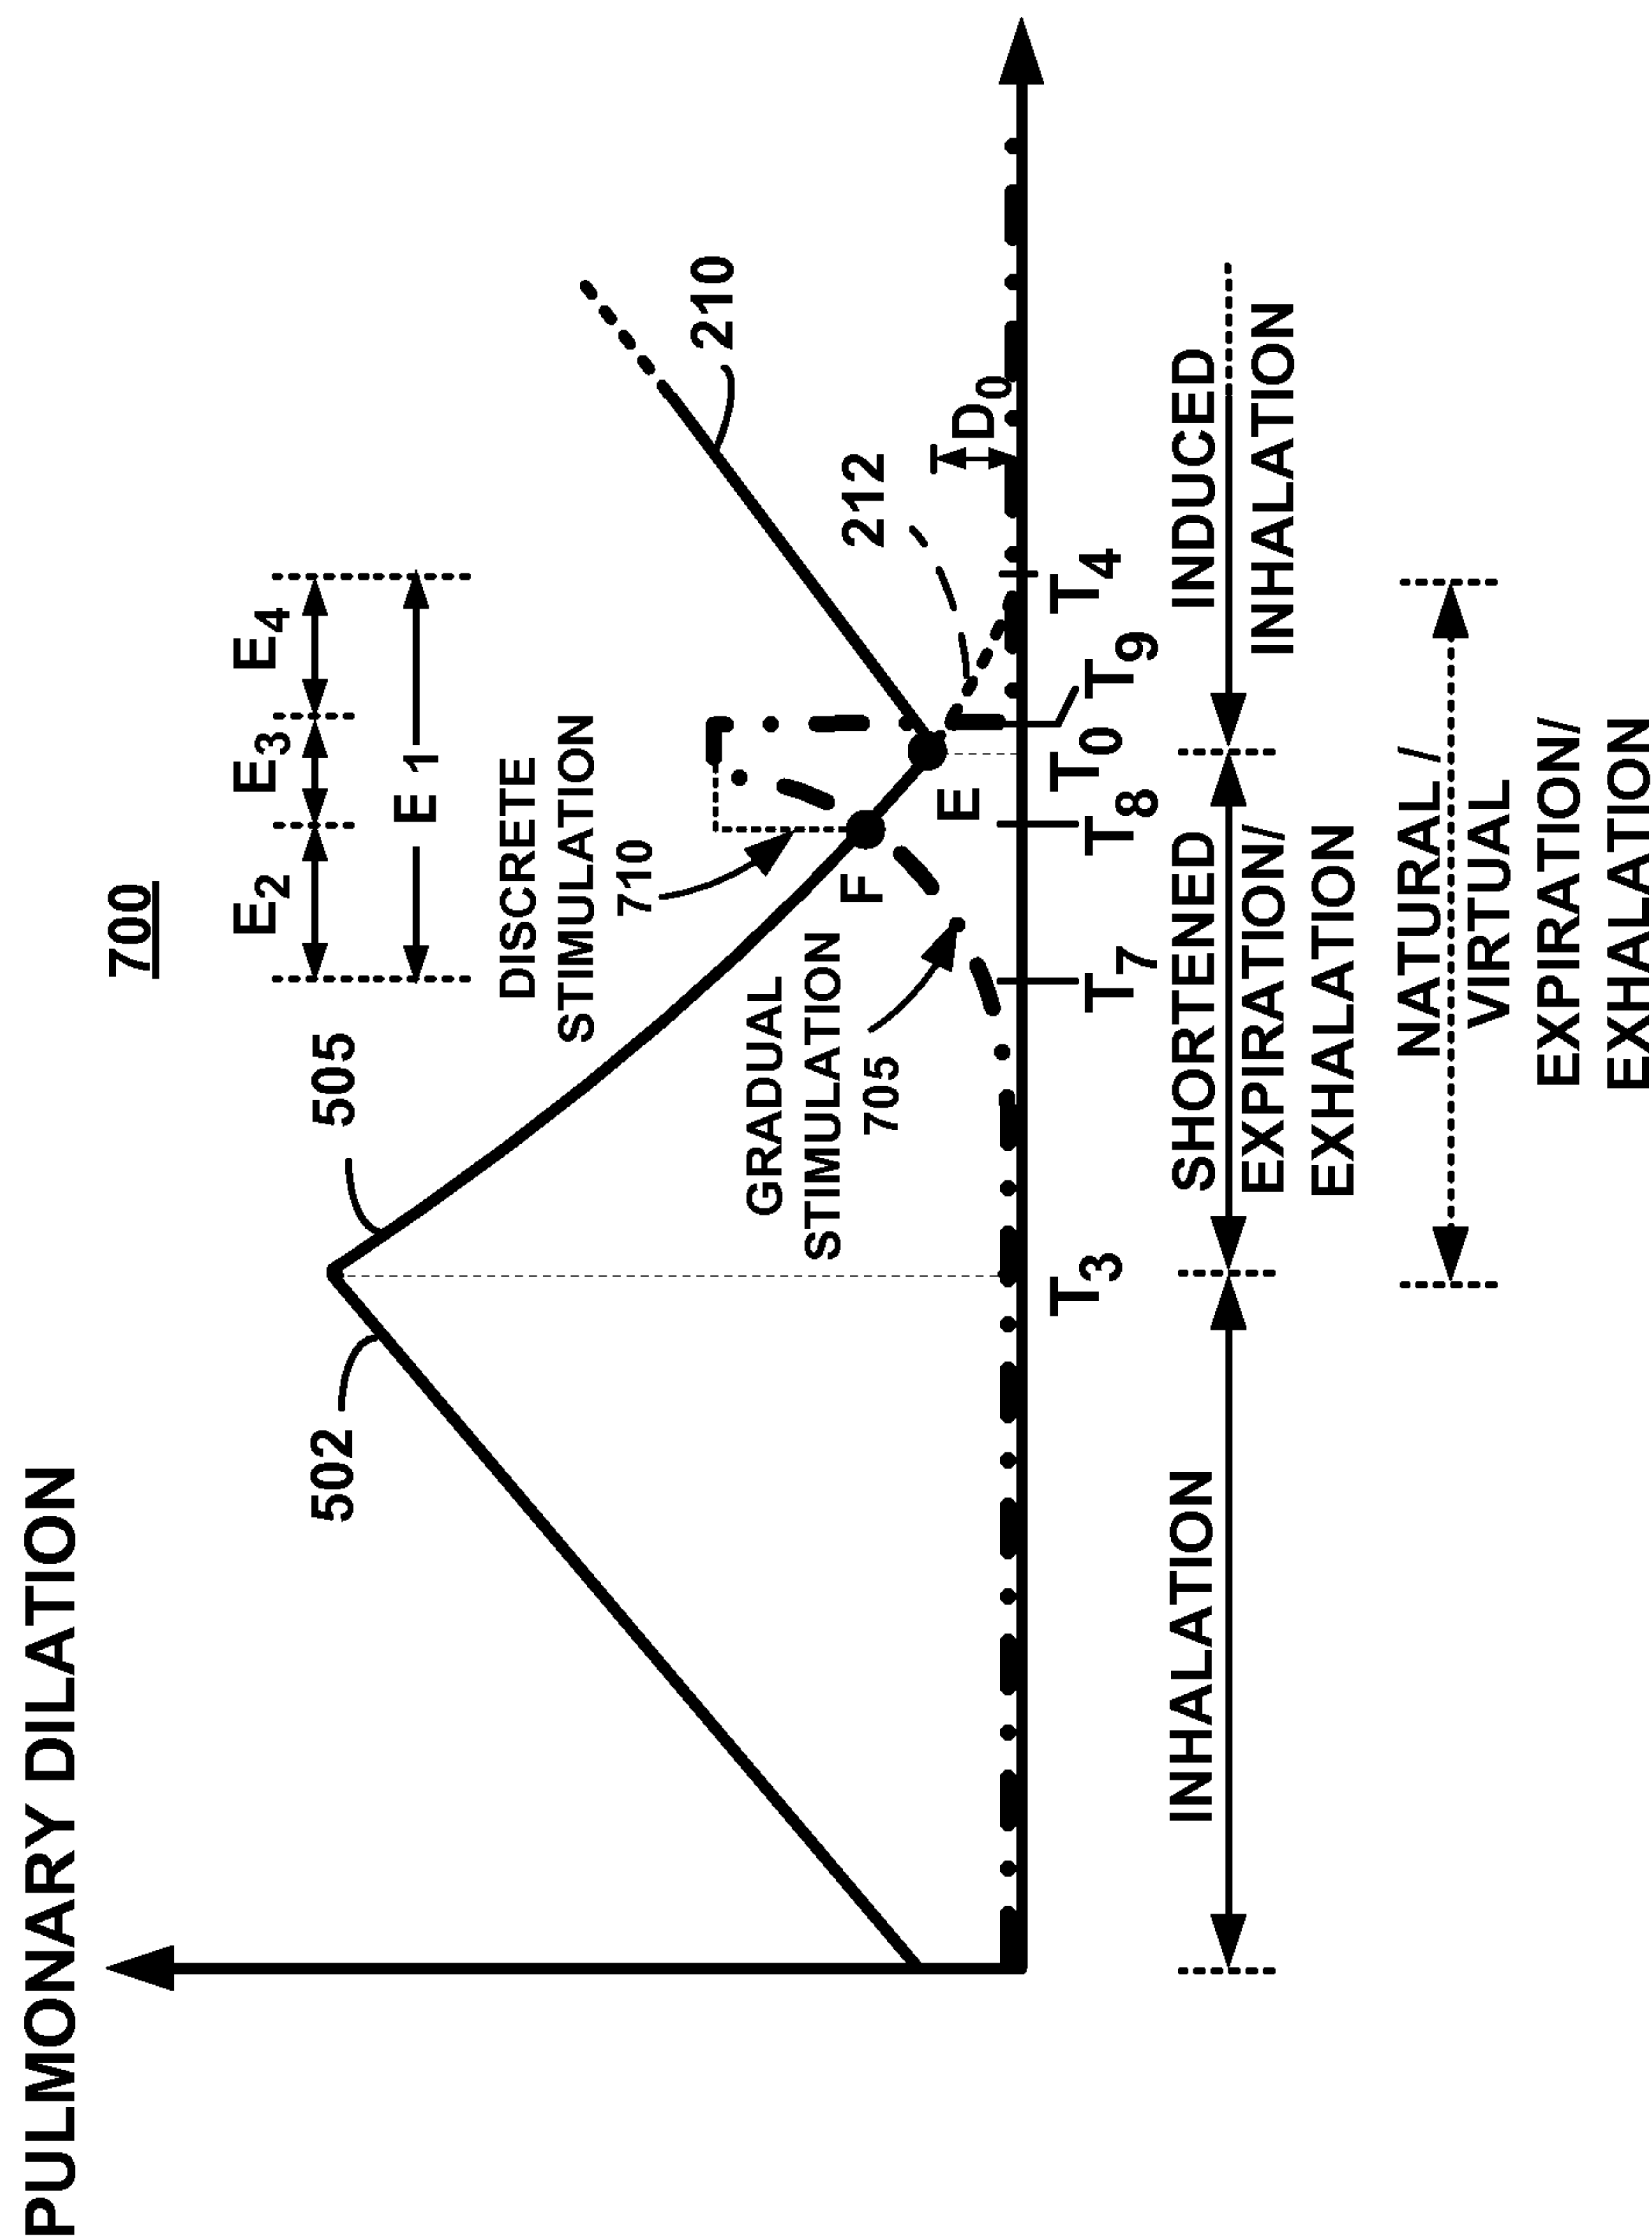 PULMONARY DILATION
700
E2
E3
E4
E 1
505
502
DISCRETE
STIMULATION
710
210
GRADUAL
STIMULATION
705
F
E
212
D0
T3
T7
T8
T0
T9
T4
INHALATION
SHORTENED
EXPIRATION/
EXHALATION
INDUCED
INHALATION
NATURAL /
VIRTUAL
EXPIRATION/
EXHALATION